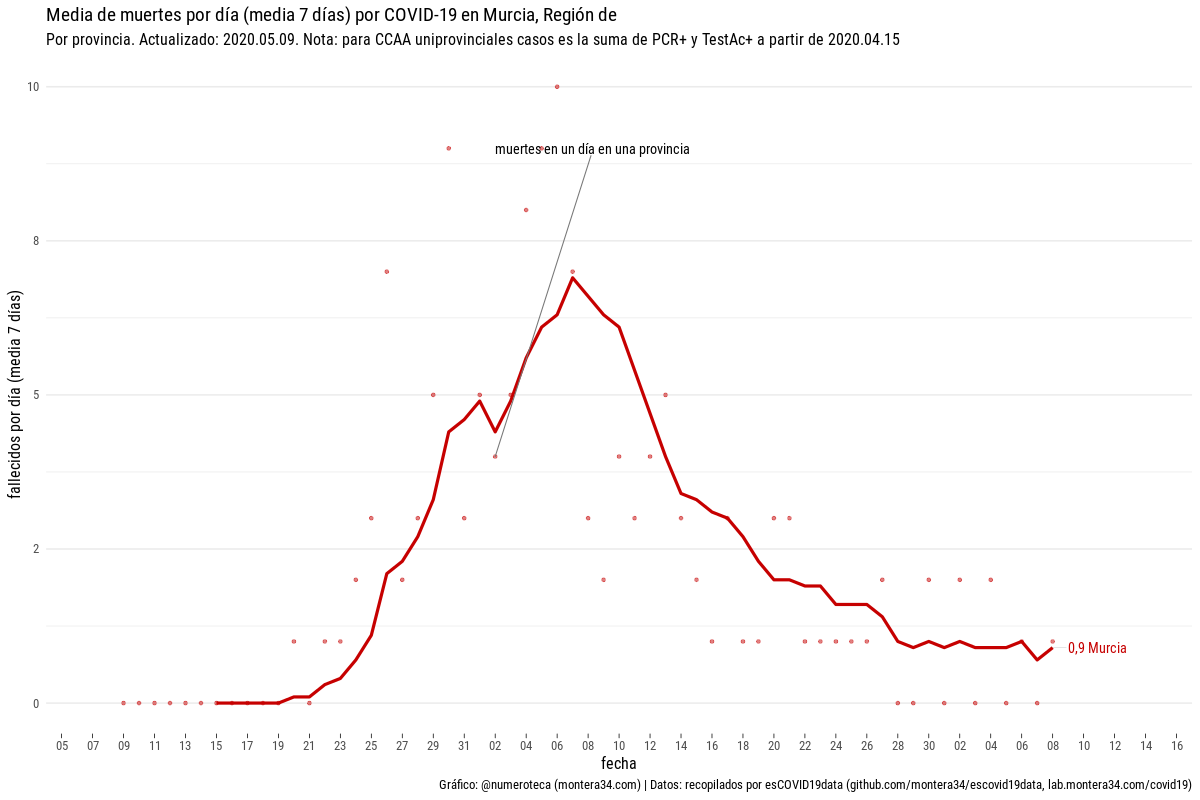 Media de muertes por día (media 7 días) por COVID-19 en Murcia, Región de
Por provincia. Actualizado: 2020.05.09. Nota: para CCAA uniprovinciales casos es la suma de PCR+ y TestAc+ a partir de 2020.04.15
10
muertes en un día en una provincia
8
fallecidos por día (media 7 días)
5
2
0,9 Murcia
0
05 07 09 11 13 15 17 19 21 23 25 27 29 31 02 04 06 08 10 12 14 16 18 20 22 24 26 28 30 02 04 06 08 10 12 14 16
fecha
Gráfico: @numeroteca (montera34.com) | Datos: recopilados por esCOVID19data (github.com/montera34/escovid19data, lab.montera34.com/covid19)